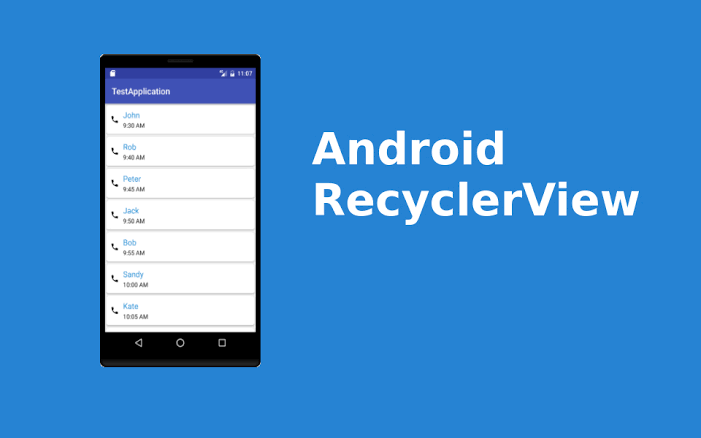 11:07
TestApplication
John
9:30 AM
Rob
9:40 AM
Peter
9:45 AM
Jack
9:50 AM
Bob
9:55 AM
Sandy
10:00 AM
Kate
10:05 AM
Android
RecyclerView